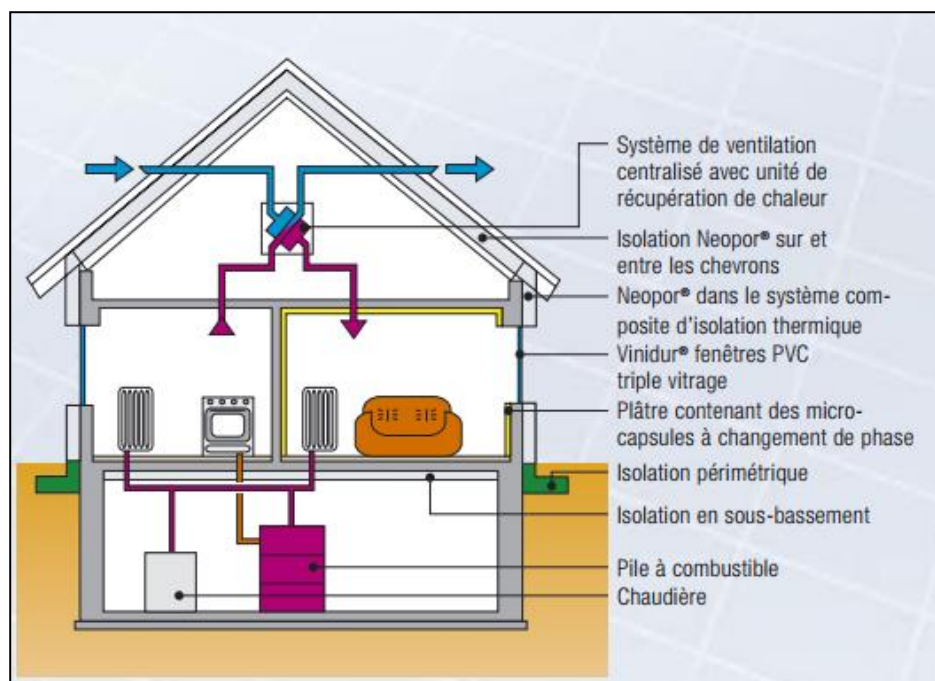 Système de ventilation
centralisé avec unité de
récupération de chaleur
Isolation Neopor® sur et
entre les chevrons
Neopor® dans le système com-
posite d'isolation thermique
Vinidur® fenêtres PVC
triple vitrage
Plâtre contenant des micro-
capsules à changement de phase
Isolation périmétrique
Isolation en sous-bassement
Pile à combustible
Chaudière